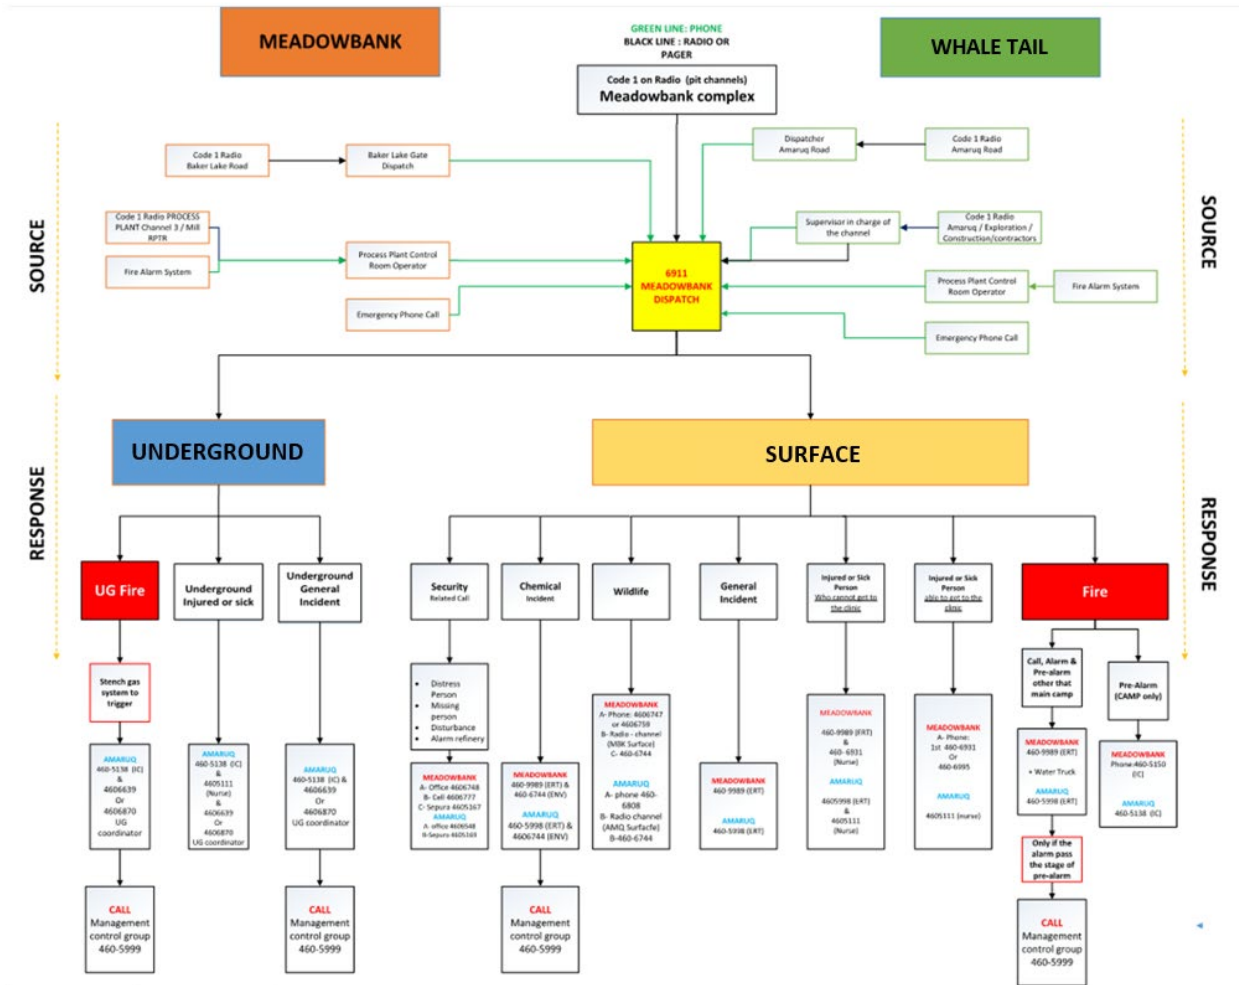 MEADOWBANK
GREEN LINE: PHONE
BLACK LINE : RADIO OR
PAGER
WHALE TAIL
Code 1 on Radio (pit channels)
Meadowbank complex
Code 1 Radio
Baker Lake Road
Baker Lake Gate
Dispatch
Dispatcher
Amaruq Road
Code 1 Radio
Amaruq Road
SOURCE
SOURCE
Code 1 Radio PROCESS
PLANT Channel 3 / Mill
RPTR
Fire Alarm System
Process Plant Control
Room Operator
Emergency Phone Call
6911
MEADOWBANK
DISPATCH
Supervisor in charge of
the channel
Code 1 Radio
Amaruq / Exploration /
Construction/contractors
Process Plant Control
Room Operator
Fire Alarm System
Emergency Phone Call
RESPONSE
RESPONSE
UNDERGROUND
SURFACE
UG Fire
Underground
Injured or sick
Underground
General
Incident
Security
Related Call
Chemical
Incident
Wildlife
General
Incident
Injured or Sick
Person
Who cannot get to
the clinic
Injured or Sick
Person
able to get to the
clinic
Fire
Stench gas
system to
trigger
• Distress
Person
• Missing
person
• Disturbance
• Alarm refinery
Call, Alarm &
Pre-alarm
other that
main camp
Pre-Alarm
(CAMP only)
AMARUQ
460-5138 (IC)
&
4606639
Or
4606870
UG
coordinator
AMARUQ
460-5138 (IC)
&
4605111
(Nurse)
&
4606639
Or
4606870
UG coordinator
AMARUQ
460-5138 (IC) &
4606639
Or
4606870
UG coordinator
MEADOWBANK
A- Office 4606748
B- Cell 4606777
C- Sepura 4605167
AMARUQ
A- office 4606548
B-Sepura 4605169
MEADOWBANK
460-9989 (ERT) &
460-6744 (ENV)
AMARUQ
460-5998 (ERT) &
4606744 (ENV)
MEADOWBANK
A- Phone: 4606747
or 4606759
B- Radio - channel
(MBK Surface)
C- 460-6744
AMARUQ
A- phone 460-
6808
B- Radio channel
(AMQ Surfacfe)
B-460-6744
MEADOWBANK
460-9989 (ERT)
AMARUQ
460-5998 (ERT)
MEADOWBANK
460-9989 (ERT)
&
460- 6931
(Nurse)
AMARUQ
4605998 (ERT)
&
4605111
(Nurse)
MEADOWBANK
A- Phone:
1st 460-6931
Or
460-6995
AMARUQ
4605111 (nurse)
MEADOWBANK
460-9989 (ERT)
+ Water Truck
AMARUQ
460-5998 (ERT)
MEADOWBANK
Phone:460-5150
(IC)
AMARUQ
460-5138 (IC)
Only if the
alarm pass
the stage of
pre-alarm
CALL
Management
control group
460-5999
CALL
Management
control group
460-5999
CALL
Management
control group
460-5999
CALL
Management
control group
460-5999